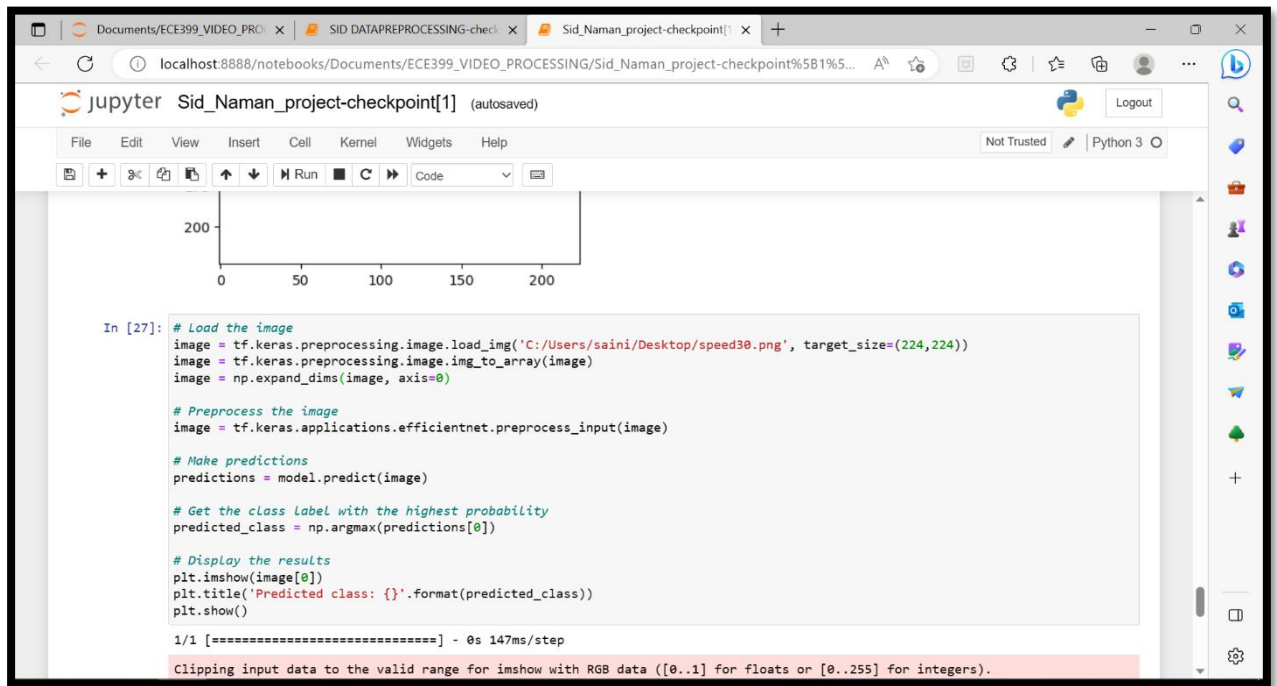 Documents/ECE399_VIDEO_PRO
SID DATAPREPROCESSING-check
Sid_Naman_project-checkpoint[1
localhost:8888/notebooks/Documents/ECE399_VIDEO_PROCESSING/Sid_Naman_project-checkpoint%5B1%5...
jupyter Sid_Naman_project-checkpoint[1] (autosaved)
Logout
File Edit View Insert Cell Kernel Widgets Help
Not Trusted Python 3
Run Code
200
0 50 100 150 200
In [27]: # Load the image
image = tf.keras.preprocessing.image.load_img('C:/Users/saini/Desktop/speed30.png', target_size=(224,224))
image = tf.keras.preprocessing.image.img_to_array(image)
image = np.expand_dims(image, axis=0)
# Preprocess the image
image = tf.keras.applications.efficientnet.preprocess_input(image)
# Make predictions
predictions = model.predict(image)
# Get the class label with the highest probability
predicted_class = np.argmax(predictions[0])
# Display the results
plt.imshow(image[0])
plt.title('Predicted class: {}'.format(predicted_class))
plt.show()
1/1 [==============================] - 0s 147ms/step
Clipping input data to the valid range for imshow with RGB data ([0..1] for floats or [0..255] for integers).